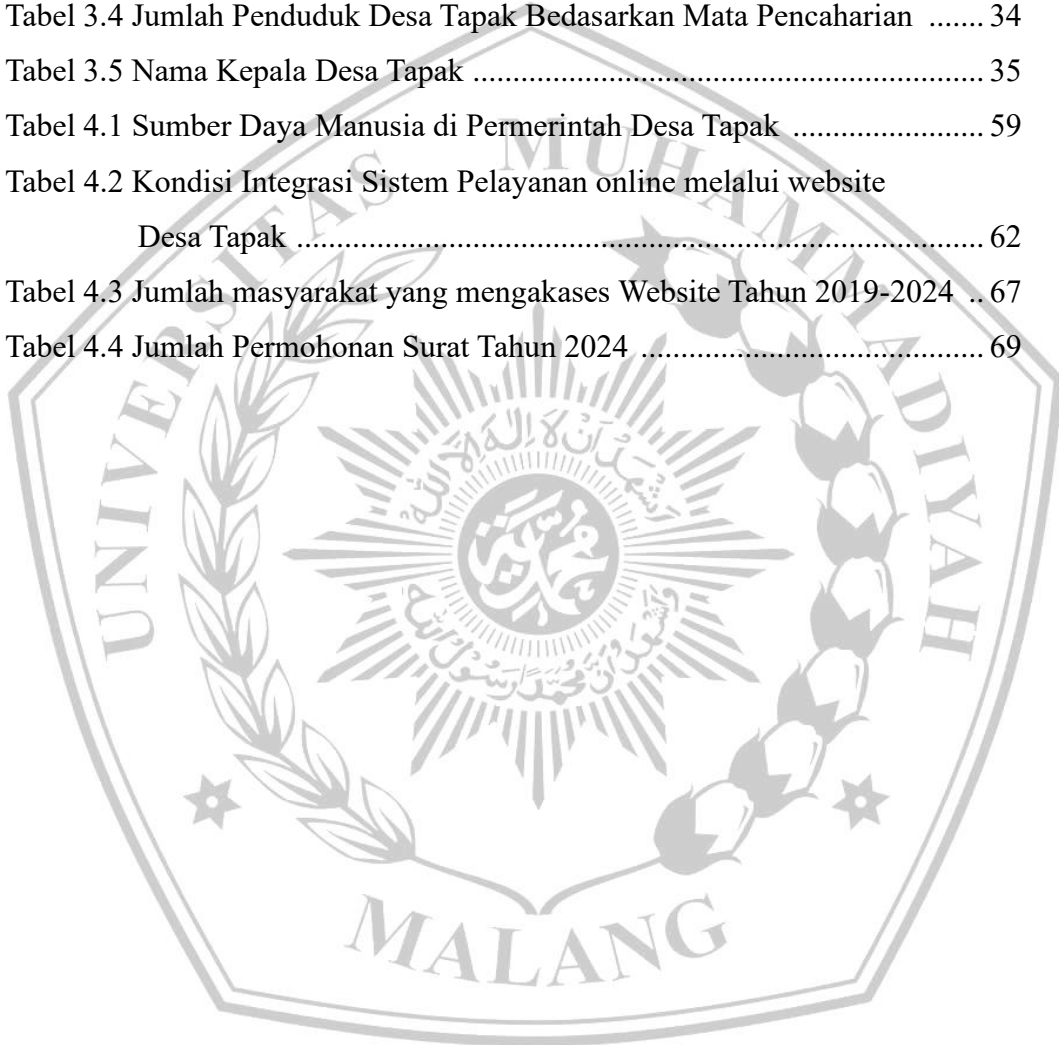 Tabel 3.4 Jumlah Penduduk Desa Tapak Bedasarkan Mata Pencaharian ....... 34
Tabel 3.5 Nama Kepala Desa Tapak ................................................................ 35
Tabel 4.1 Sumber Daya Manusia di Permerintah Desa Tapak ........................ 59
Tabel 4.2 Kondisi Integrasi Sistem Pelayanan online melalui website
Desa Tapak ...................................................................................... 62
Tabel 4.3 Jumlah masyarakat yang mengakases Website Tahun 2019-2024 .. 67
Tabel 4.4 Jumlah Permohonan Surat Tahun 2024 ........................................... 69
UNIVERSITAS MUHAMMADIYAH
MALANG